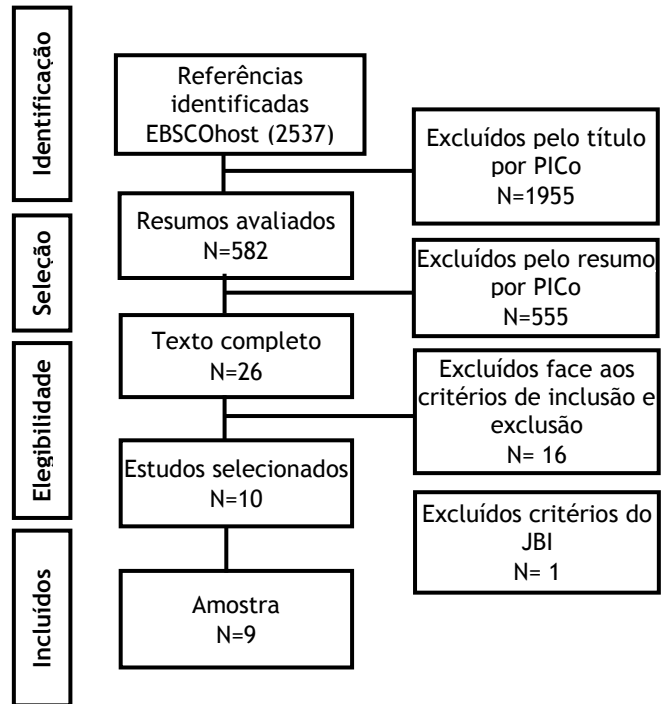 Identificação
Referências
identificadas
EBSCOhost (2537)
Excluídos pelo título
por PICo
N=1955
Seleção
Resumos avaliados
N=582
Excluídos pelo resumo
por PICo
N=555
Elegibilidade
Texto completo
N=26
Excluídos face aos
critérios de inclusão e
exclusão
N= 16
Estudos selecionados
N=10
Excluídos critérios do
JBI
N= 1
Incluídos
Amostra
N=9